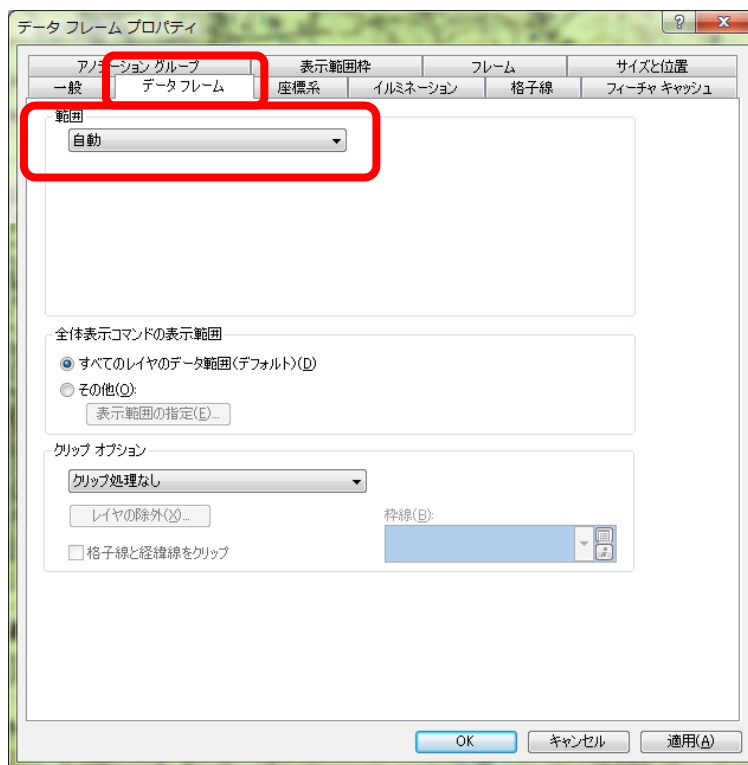 データ フレーム プロパティ
アノテーション グループ 表示範囲枠 フレーム サイズと位置
一般 データ フレーム 座標系 イルミネーション 格子線 フィーチャ キャッシュ
範囲
自動
全体表示コマンドの表示範囲
すべてのレイヤのデータ範囲(デフォルト)(D)
その他(O):
表示範囲の指定(E)...
クリップ オプション
クリップ処理なし
レイヤの除外(X)...
枠線(B):
格子線と経緯線をクリップ
OK キャンセル 適用(A)